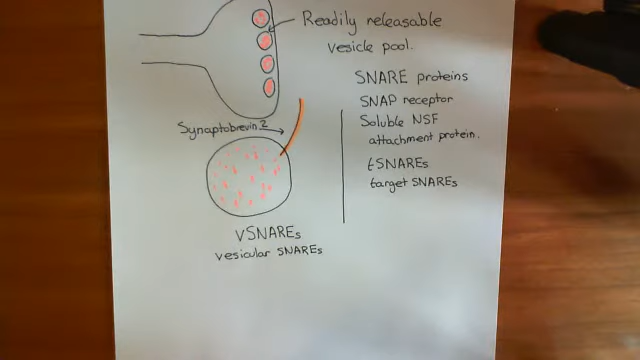 Readily releasable
vesicle pool.
SNARE proteins
SNAP receptor
Soluble NSF
attachment protein.
tSNAREs
target SNAREs
Synaptobrevin 2
vSNAREs
vesicular SNAREs